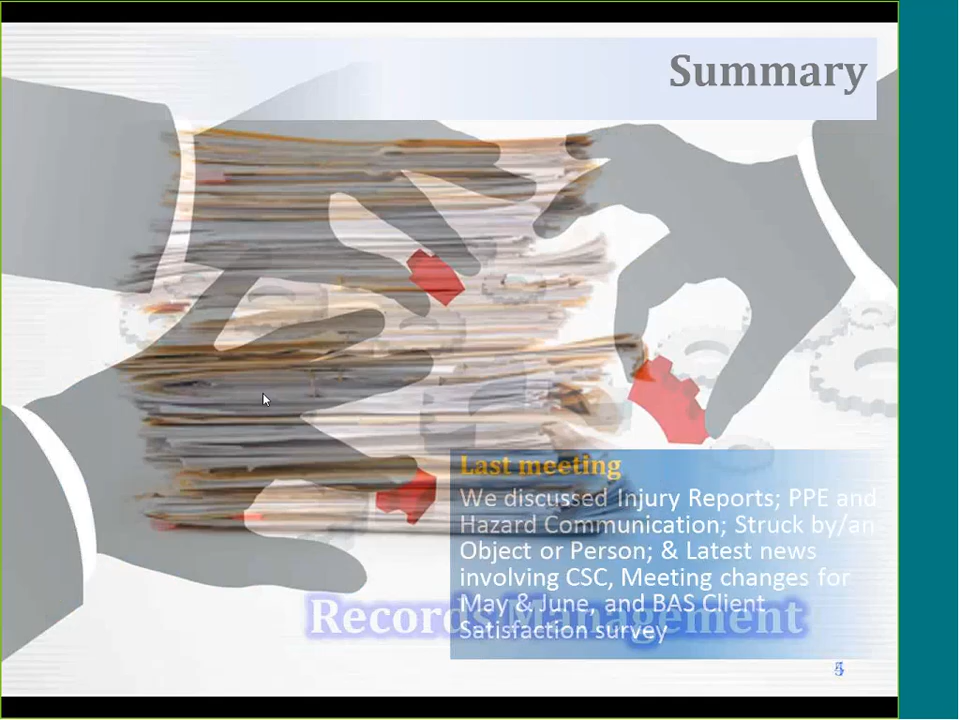 Summary
Last meeting
We discussed Injury Reports; PPE and
Hazard Communication; Struck by/an
Object or Person; & Latest news
involving CSC, Meeting changes for
May & June, and BAS Client
Satisfaction survey
Records Management